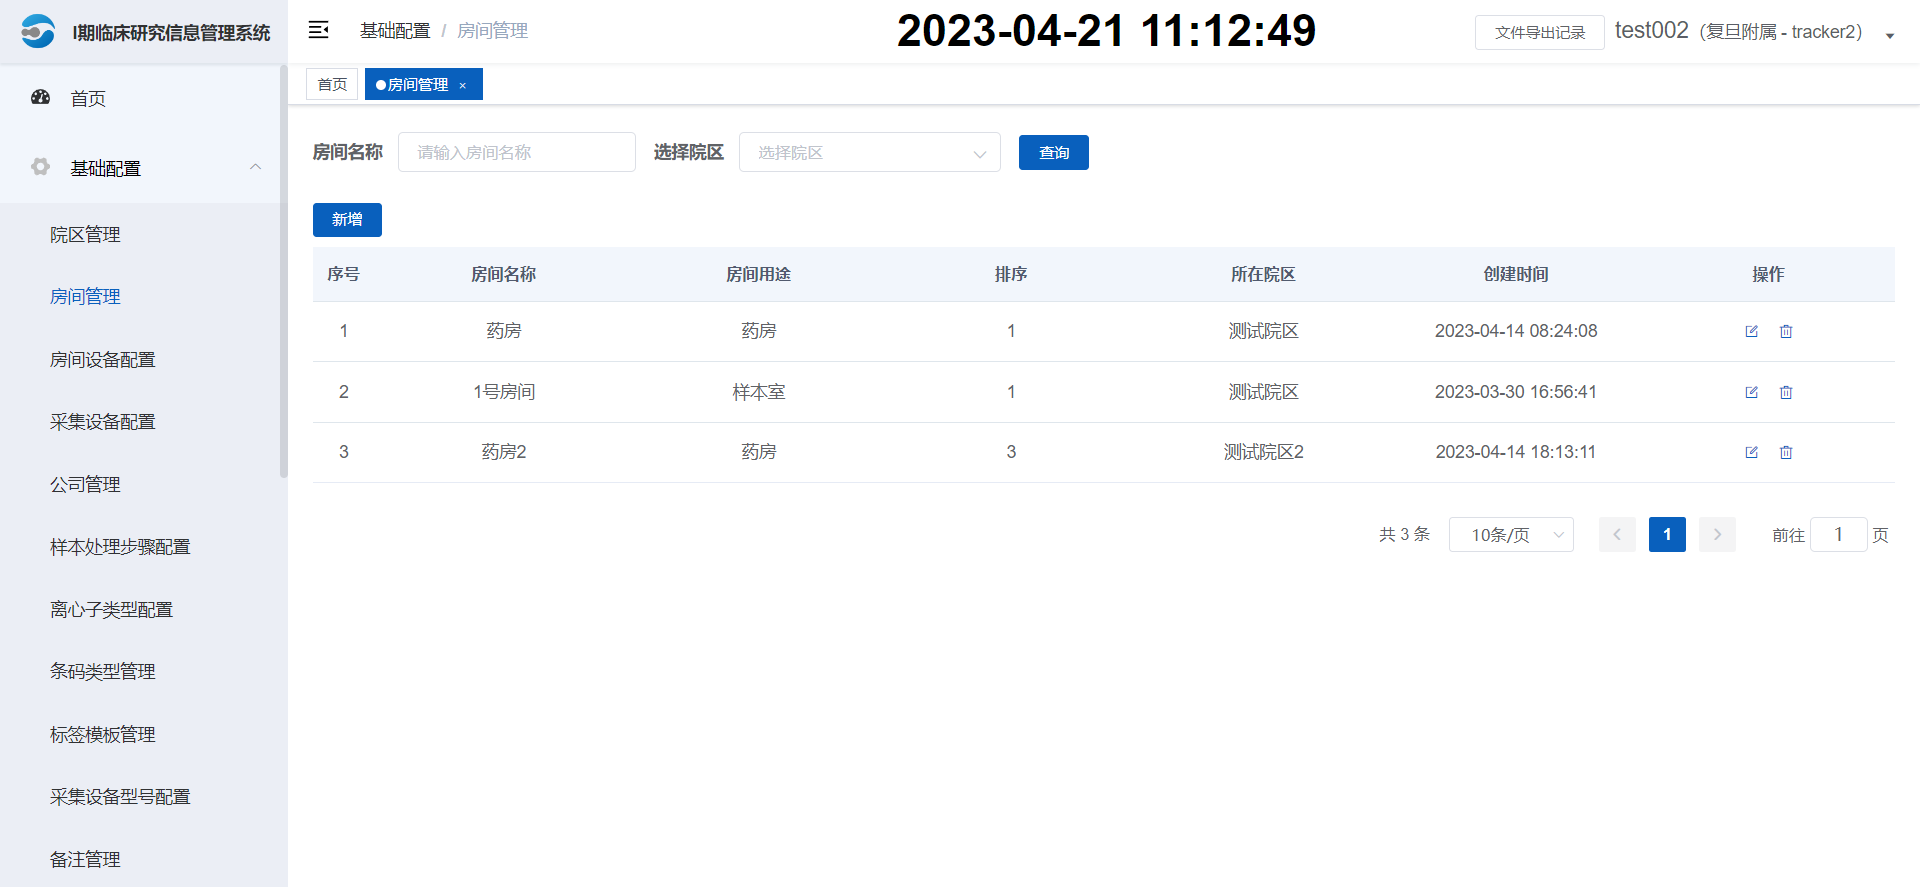 I期临床研究信息管理系统
基础配置 / 房间管理
2023-04-21 11:12:49
文件导出记录
test002（复旦附属 - tracker2）
首页
房间管理 ×
首页
基础配置
院区管理
房间管理
房间设备配置
采集设备配置
公司管理
样本处理步骤配置
离心子类型配置
条码类型管理
标签模板管理
采集设备型号配置
备注管理
房间名称 请输入房间名称 选择院区 选择院区 查询
新增
序号 房间名称 房间用途 排序 所在院区 创建时间 操作
1 药房 药房 1 测试院区 2023-04-14 08:24:08
2 1号房间 样本室 1 测试院区 2023-03-30 16:56:41
3 药房2 药房 3 测试院区2 2023-04-14 18:13:11
共 3 条 10条/页 1 前往 1 页